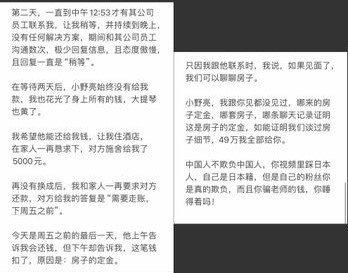 第二天，一直到中午12:53才有其公司
员工联系我，让我稍等，并持续到晚上，
没有任何解决方案，期间和其公司员工
沟通数次，极少回复信息，且态度傲慢，
且回复一直是“稍等”。
在等待两天后，小野亮始终没有给我
款，我也花光了身上所有的钱，大提琴
也黄了。
我希望他能还给我钱，让我住酒店，
在家人一再恳求下，对方施舍给我了
5000元。
再没有换成后，我和家人一再要求对方
还款，对方给我的答复是“需要走账，
下周五之前”。
今天是周五之前的最后一天，他上午告
诉我会还钱，但下午却告诉我，这笔钱
扣了，原因是：房子的定金。
只因我跟他联系时，我说，如果见面了，
我们可以聊聊房子。
小野亮，我跟你见都没见过，哪来的房
子定金，哪套房子，哪条聊天记录证明
这是房子的定金，如能证明我们谈过房
子细节，49万我全部给你。
中国人不欺负中国人，你视频里踩日本
人，自己是日本籍，但是自己的粉丝你
是真的欺负，而且你骗老师的钱，你睡
得着吗！